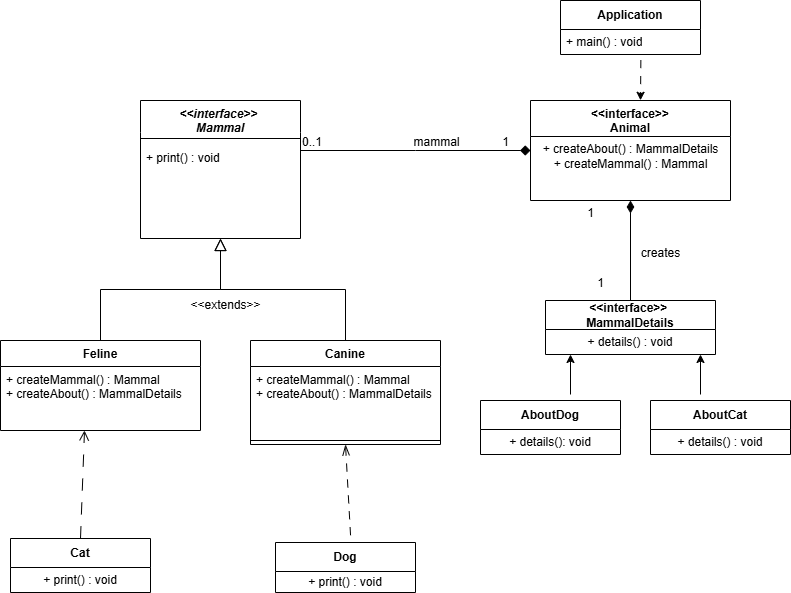 Application
+ main() : void
<<interface>>
Mammal
+ print() : void
0..1
mammal
1
<<interface>>
Animal
+ createAbout() : MammalDetails
+ createMammal() : Mammal
1
creates
1
<<extends>>
<<interface>>
MammalDetails
+ details() : void
Feline
+ createMammal() : Mammal
+ createAbout() : MammalDetails
Canine
+ createMammal() : Mammal
+ createAbout() : MammalDetails
AboutDog
+ details(): void
AboutCat
+ details() : void
Cat
+ print() : void
Dog
+ print() : void